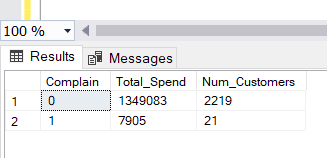 100 %
Results Messages
Complain Total_Spend Num_Customers
1 0 1349083 2219
2 1 7905 21